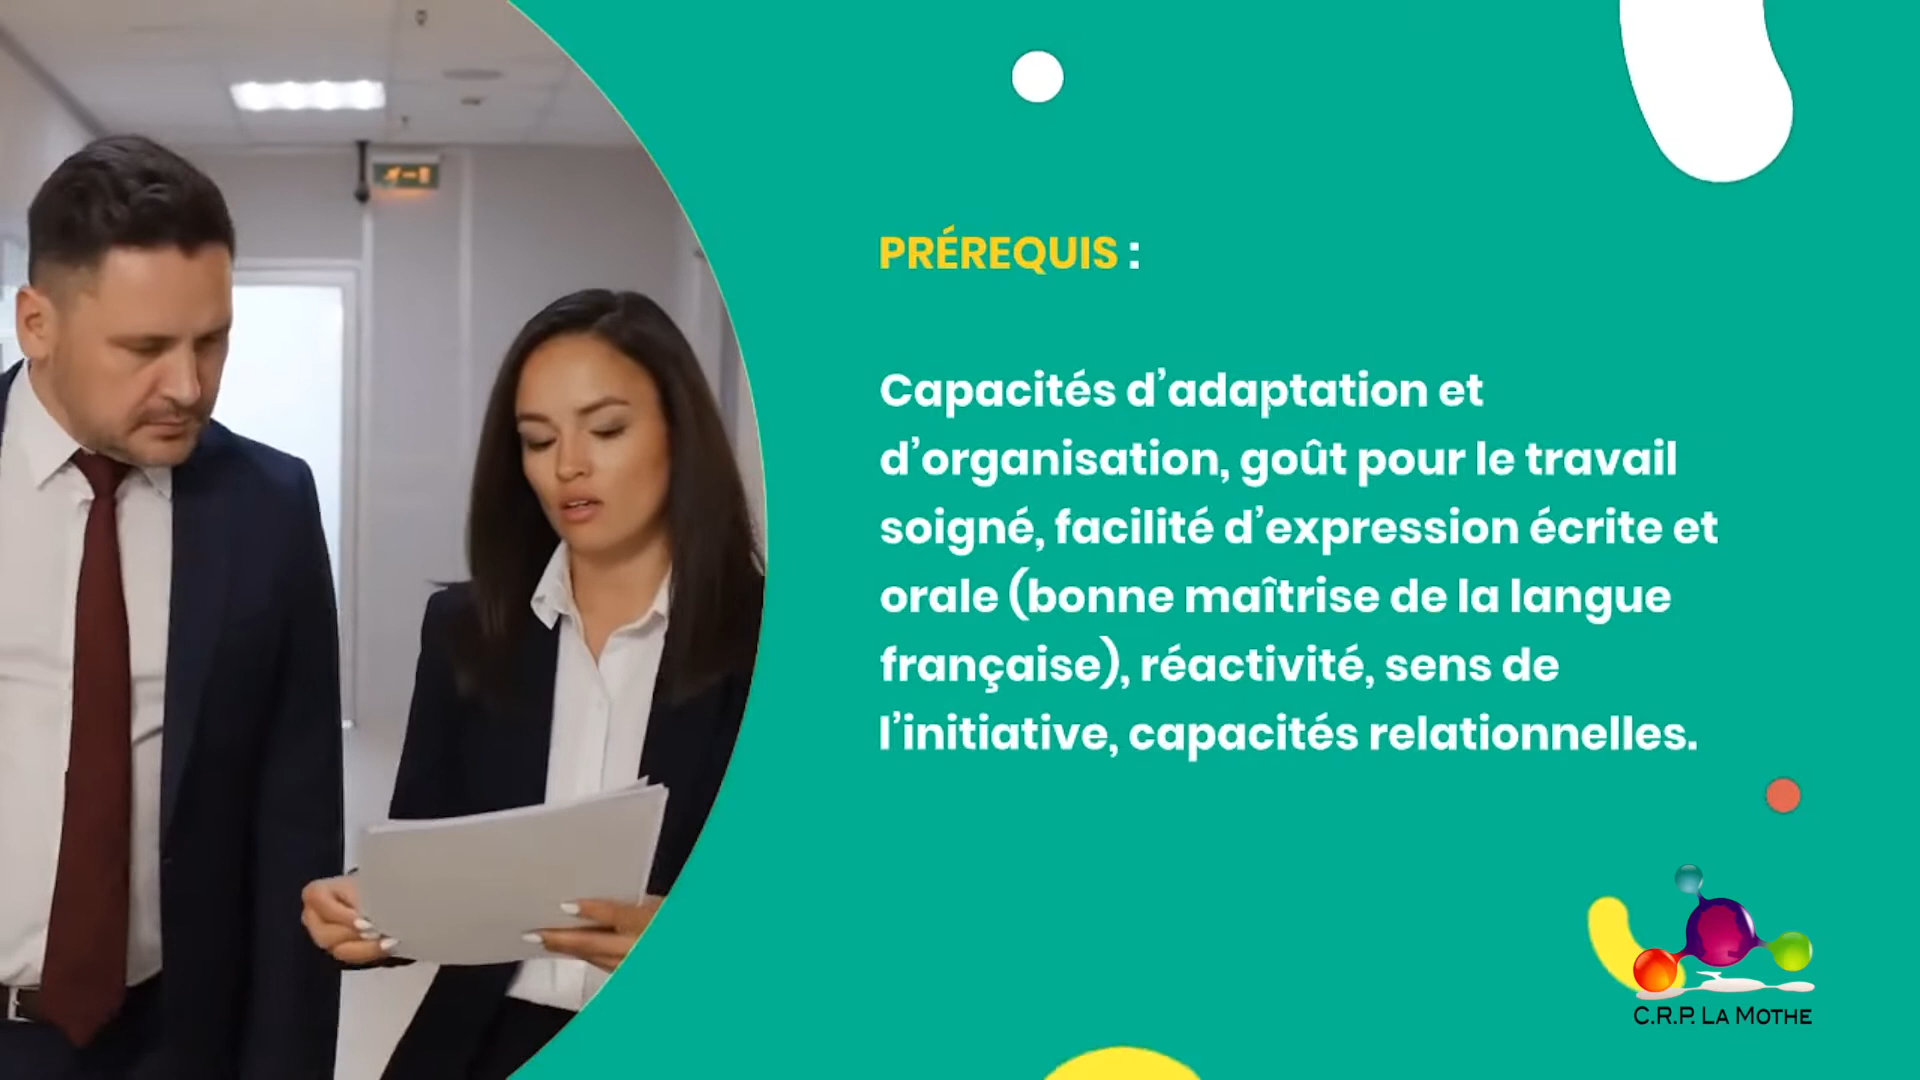 PRÉREQUIS :
Capacités d’adaptation et
d’organisation, goût pour le travail
soigné, facilité d’expression écrite et
orale (bonne maîtrise de la langue
française), réactivité, sens de
l’initiative, capacités relationnelles.
C.R.P. LA MOTHE